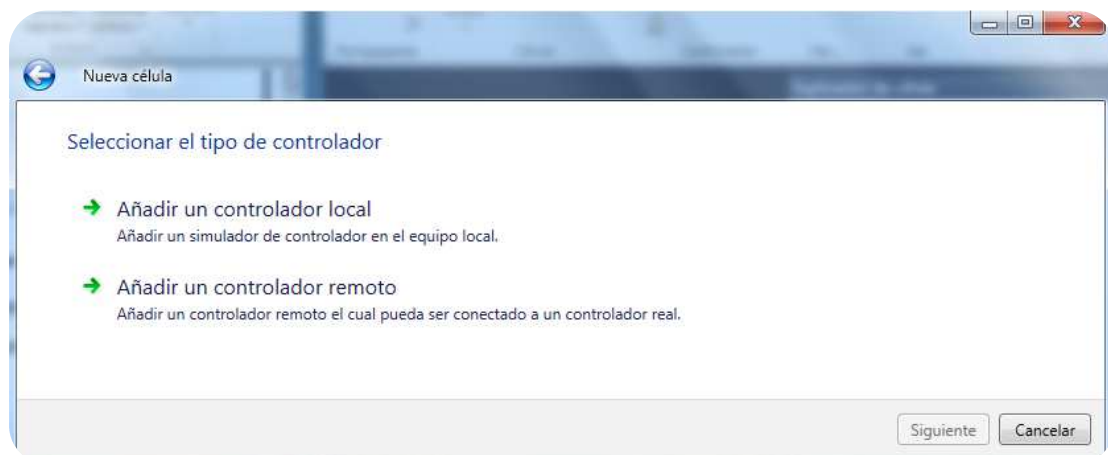 Nueva célula
Seleccionar el tipo de controlador
Añadir un controlador local
Añadir un simulador de controlador en el equipo local.
Añadir un controlador remoto
Añadir un controlador remoto el cual pueda ser conectado a un controlador real.
Siguiente Cancelar